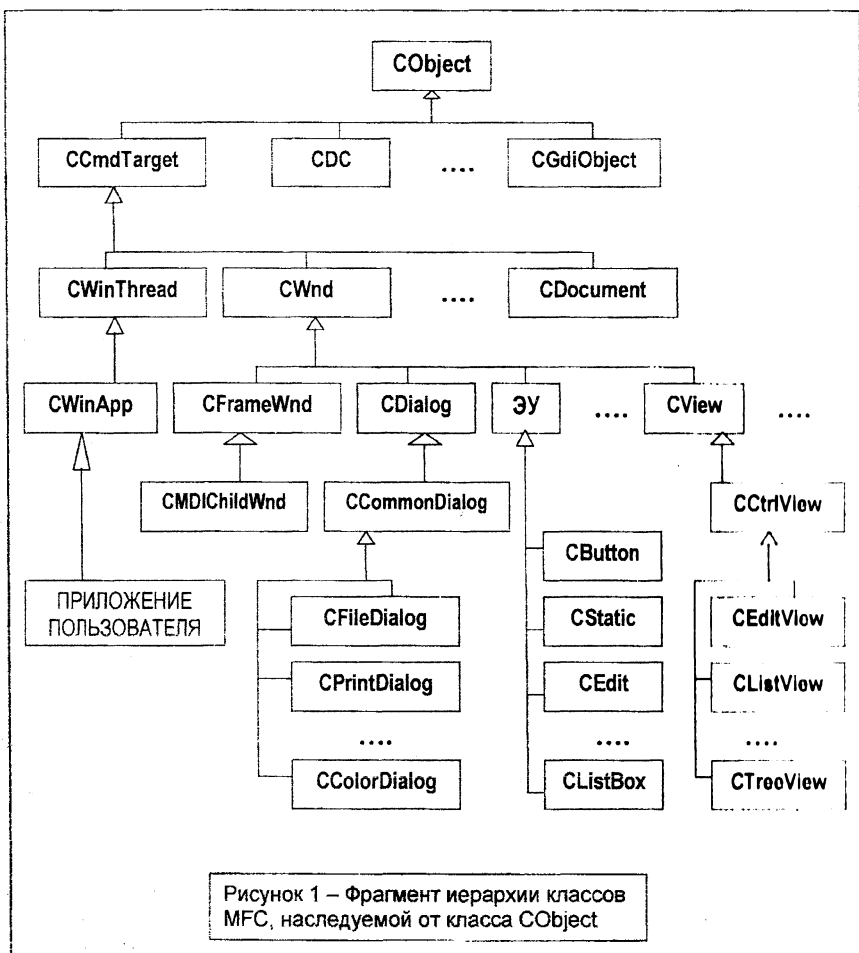 CObject
CCmdTarget
CDC
....
CGdiObject
CWinThread
CWnd
....
CDocument
CWinApp
CFrameWnd
CDialog
ЭУ
....
CView
....
CMDIChildWnd
CCommonDialog
CCtrlView
ПРИЛОЖЕНИЕ
ПОЛЬЗОВАТЕЛЯ
CFileDialog
CPrintDialog
....
CColorDialog
CButton
CStatic
CEdit
....
CListBox
CEditView
CListView
....
CTreeView
Рисунок 1 – Фрагмент иерархии классов
MFC, наследуемой от класса CObject